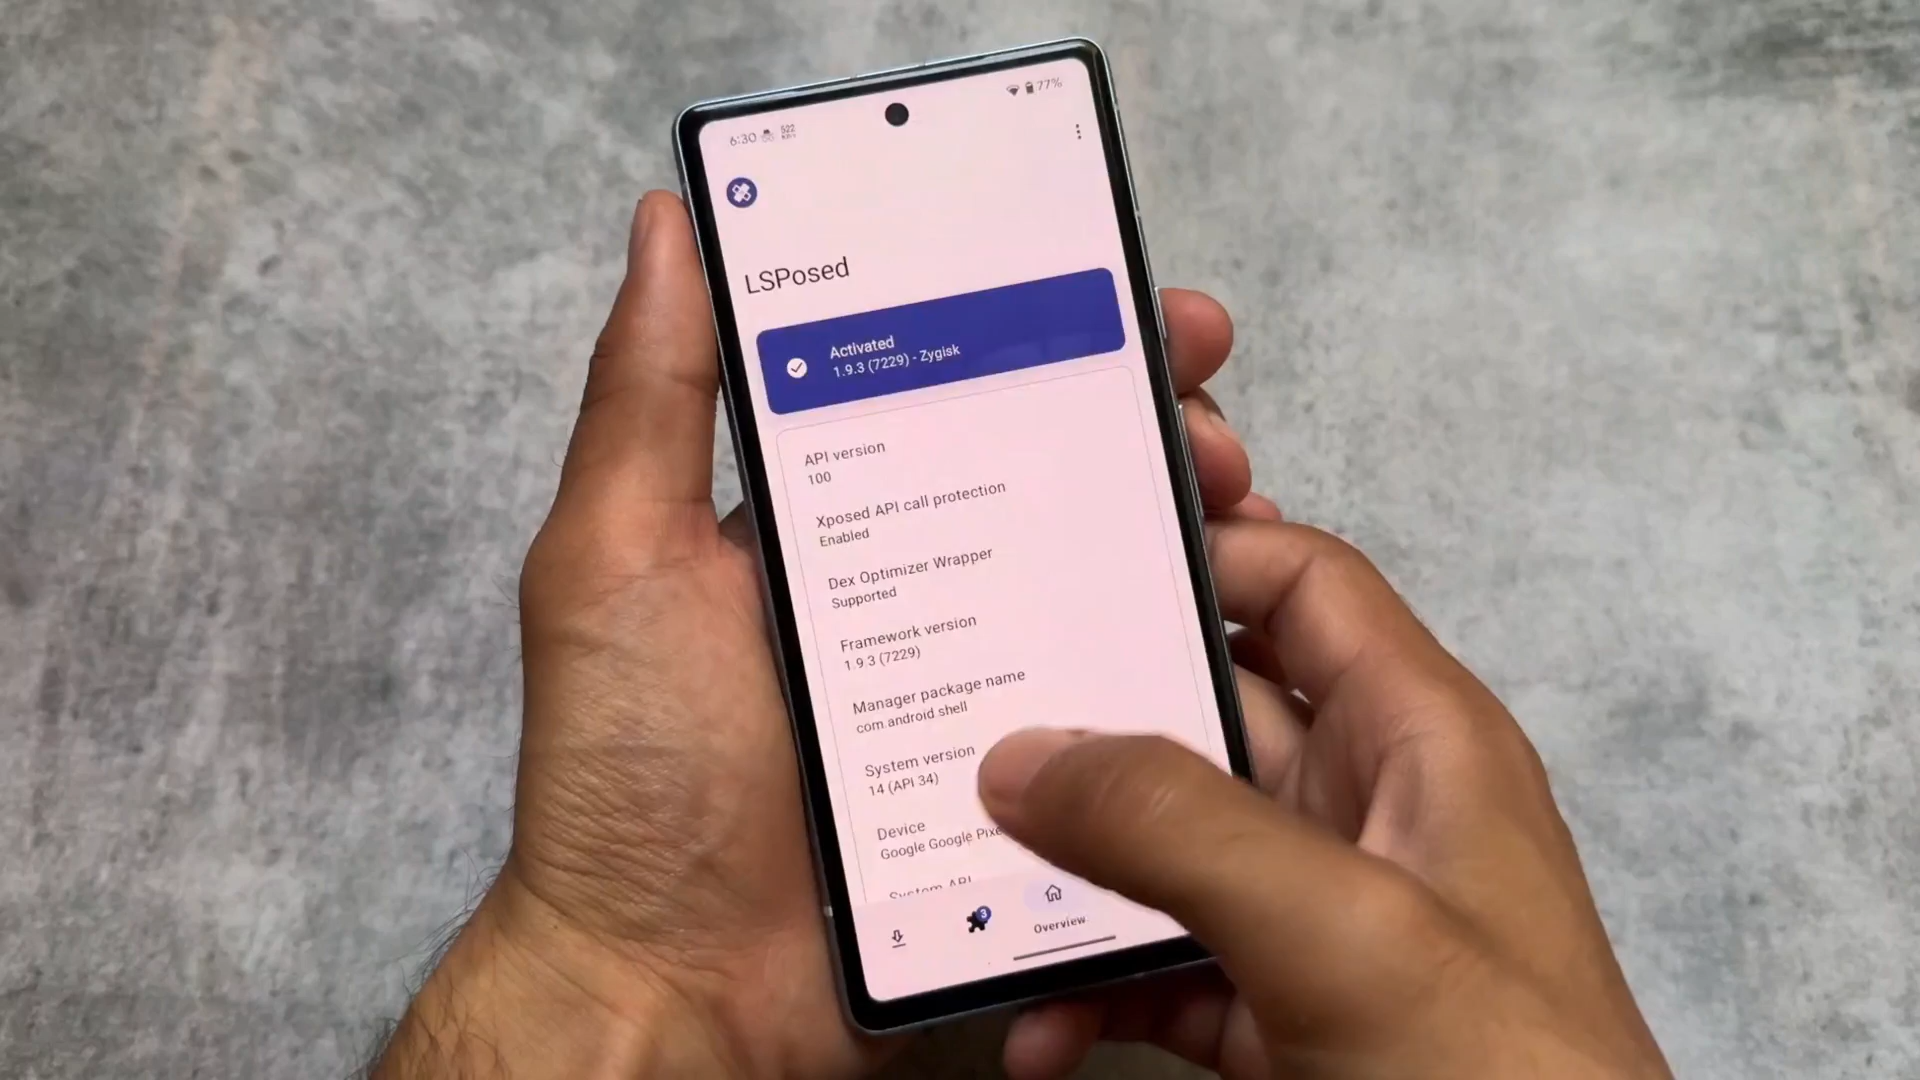 6:30 522 77%
LSPosed
Activated
1.9.3 (7229) - Zygisk
API version
100
Xposed API call protection
Enabled
Dex Optimizer Wrapper
Supported
Framework version
1.9.3 (7229)
Manager package name
com.android.shell
System version
14 (API 34)
Device
Google Google
System API
3
Overview